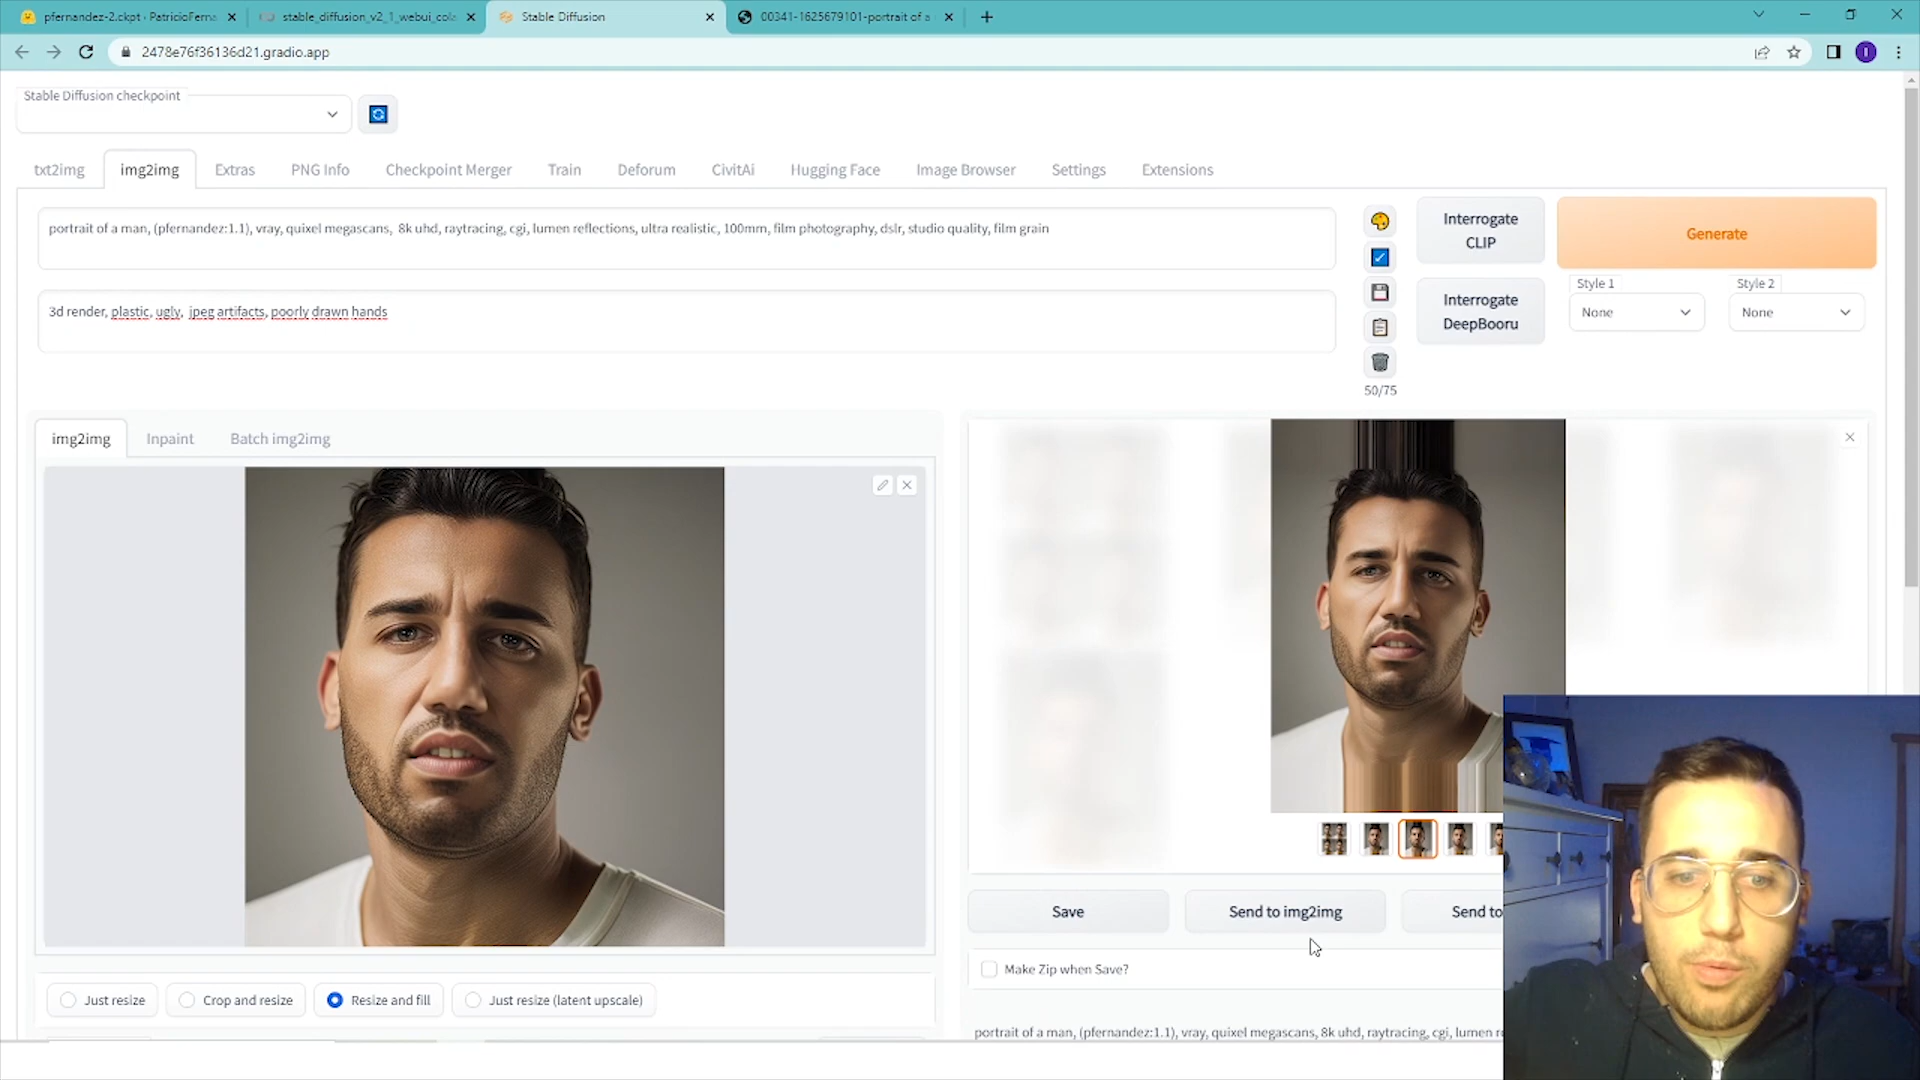 pfernandez-2.ckpt · PatricioFerna
stable_diffusion_v2_1_webui_cola
Stable Diffusion
00341-1625679101-portrait of a
2478e76f36136d21.gradio.app
I
Stable Diffusion checkpoint
txt2img
img2img
Extras
PNG Info
Checkpoint Merger
Train
Deforum
CivitAi
Hugging Face
Image Browser
Settings
Extensions
portrait of a man, (pfernandez:1.1), vray, quixel megascans,  8k uhd, raytracing, cgi, lumen reflections, ultra realistic, 100mm, film photography, dslr, studio quality, film grain
3d render, plastic, ugly,  jpeg artifacts, poorly drawn hands
50/75
Interrogate
CLIP
Interrogate
DeepBooru
Generate
Style 1
None
Style 2
None
img2img
Inpaint
Batch img2img
Save
Send to img2img
Send to
Make Zip when Save?
Just resize
Crop and resize
Resize and fill
Just resize (latent upscale)
portrait of a man, (pfernandez:1.1), vray, quixel megascans, 8k uhd, raytracing, cgi, lumen re